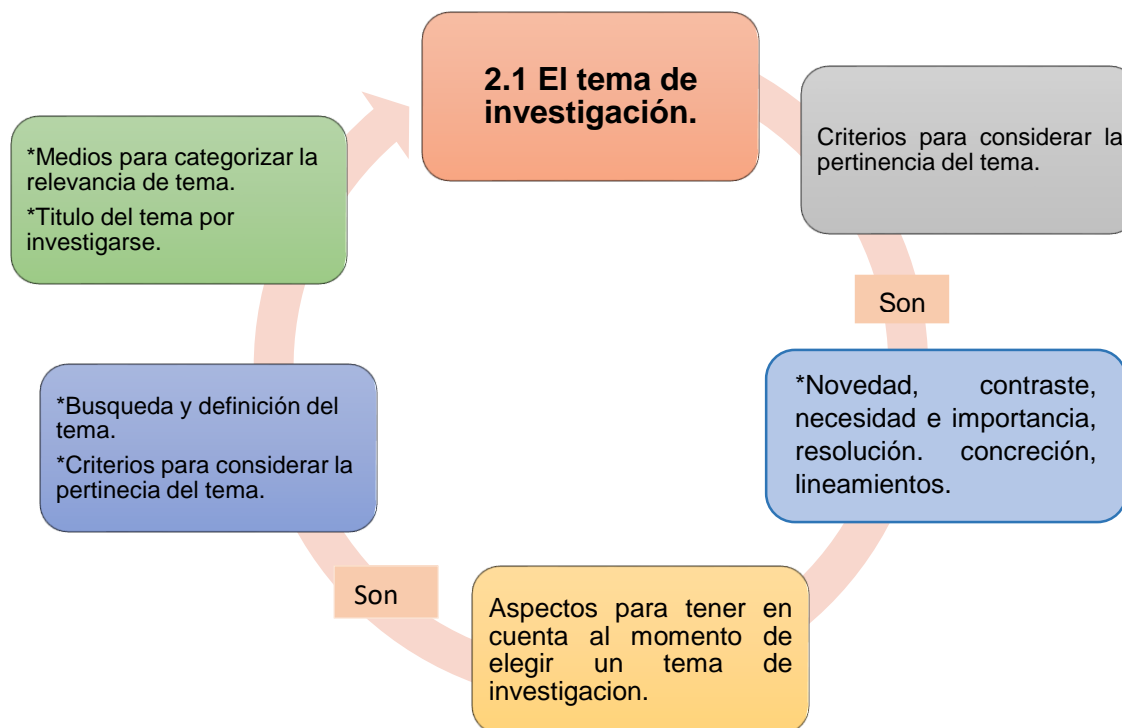 2.1 El tema de
investigación.
Criterios para considerar la
pertinencia del tema.
Son
*Novedad, contraste,
necesidad e importancia,
resolución. concreción,
lineamientos.
Aspectos para tener en
cuenta al momento de
elegir un tema de
investigacion.
Son
*Busqueda y definición del
tema.
*Criterios para considerar la
pertinecia del tema.
*Medios para categorizar la
relevancia de tema.
*Titulo del tema por
investigarse.